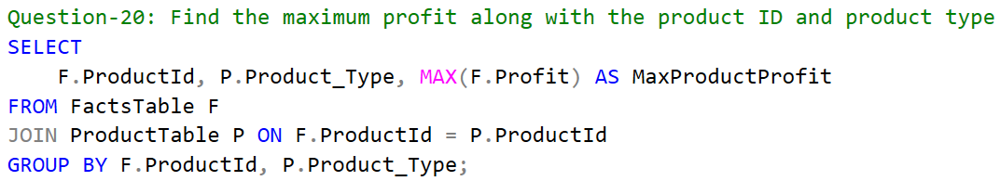 Question-20: Find the maximum profit along with the product ID and product type
SELECT
    F.ProductId, P.Product_Type, MAX(F.Profit) AS MaxProductProfit
FROM FactsTable F
JOIN ProductTable P ON F.ProductId = P.ProductId
GROUP BY F.ProductId, P.Product_Type;